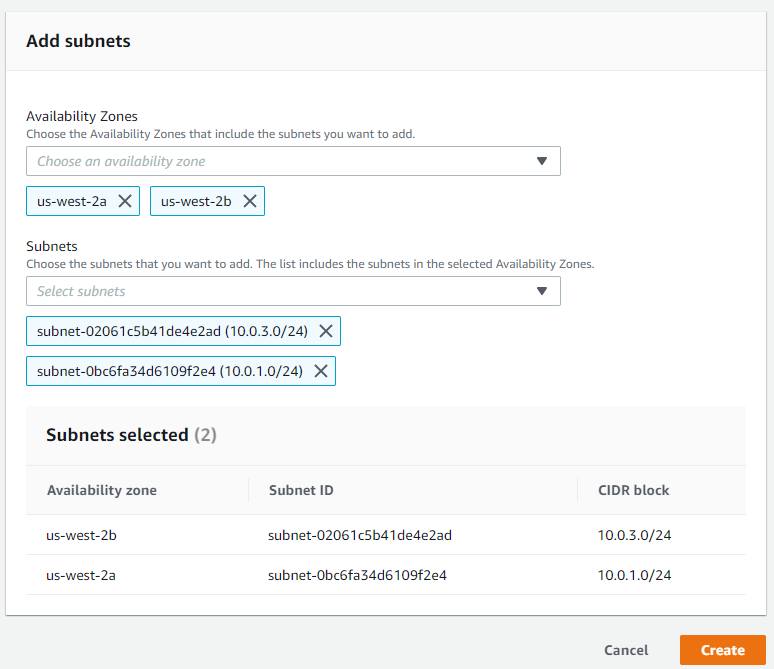 Add subnets
Availability Zones
Choose the Availability Zones that include the subnets you want to add.
Choose an availability zone
us-west-2a us-west-2b
Subnets
Choose the subnets that you want to add. The list includes the subnets in the selected Availability Zones.
Select subnets
subnet-02061c5b41de4e2ad (10.0.3.0/24)
subnet-0bc6fa34d6109f2e4 (10.0.1.0/24)
Subnets selected (2)
Availability zone Subnet ID CIDR block
us-west-2b subnet-02061c5b41de4e2ad 10.0.3.0/24
us-west-2a subnet-0bc6fa34d6109f2e4 10.0.1.0/24
Cancel Create